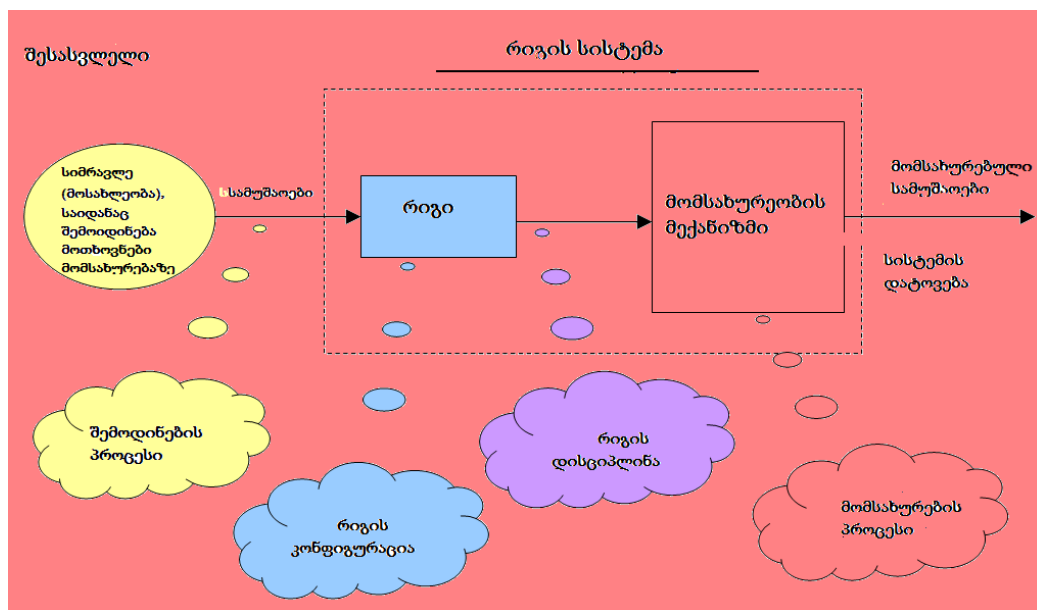 შესასვლელი
რიგის სისტემა
სიმრავლე
(მოსახლეობა),
საიდანაც
შემოიდინება
მოთხოვნები
მომსახურებაზე
სამუშაოები
რიგი
მომსახურეობის
მექანიზმი
მომსახურებული
სამუშაოები
სისტემის
დატოვება
შემოდინების
პროცესი
რიგის
კონფიგურაცია
რიგის
დისციპლინა
მომსახურების
პროცესი